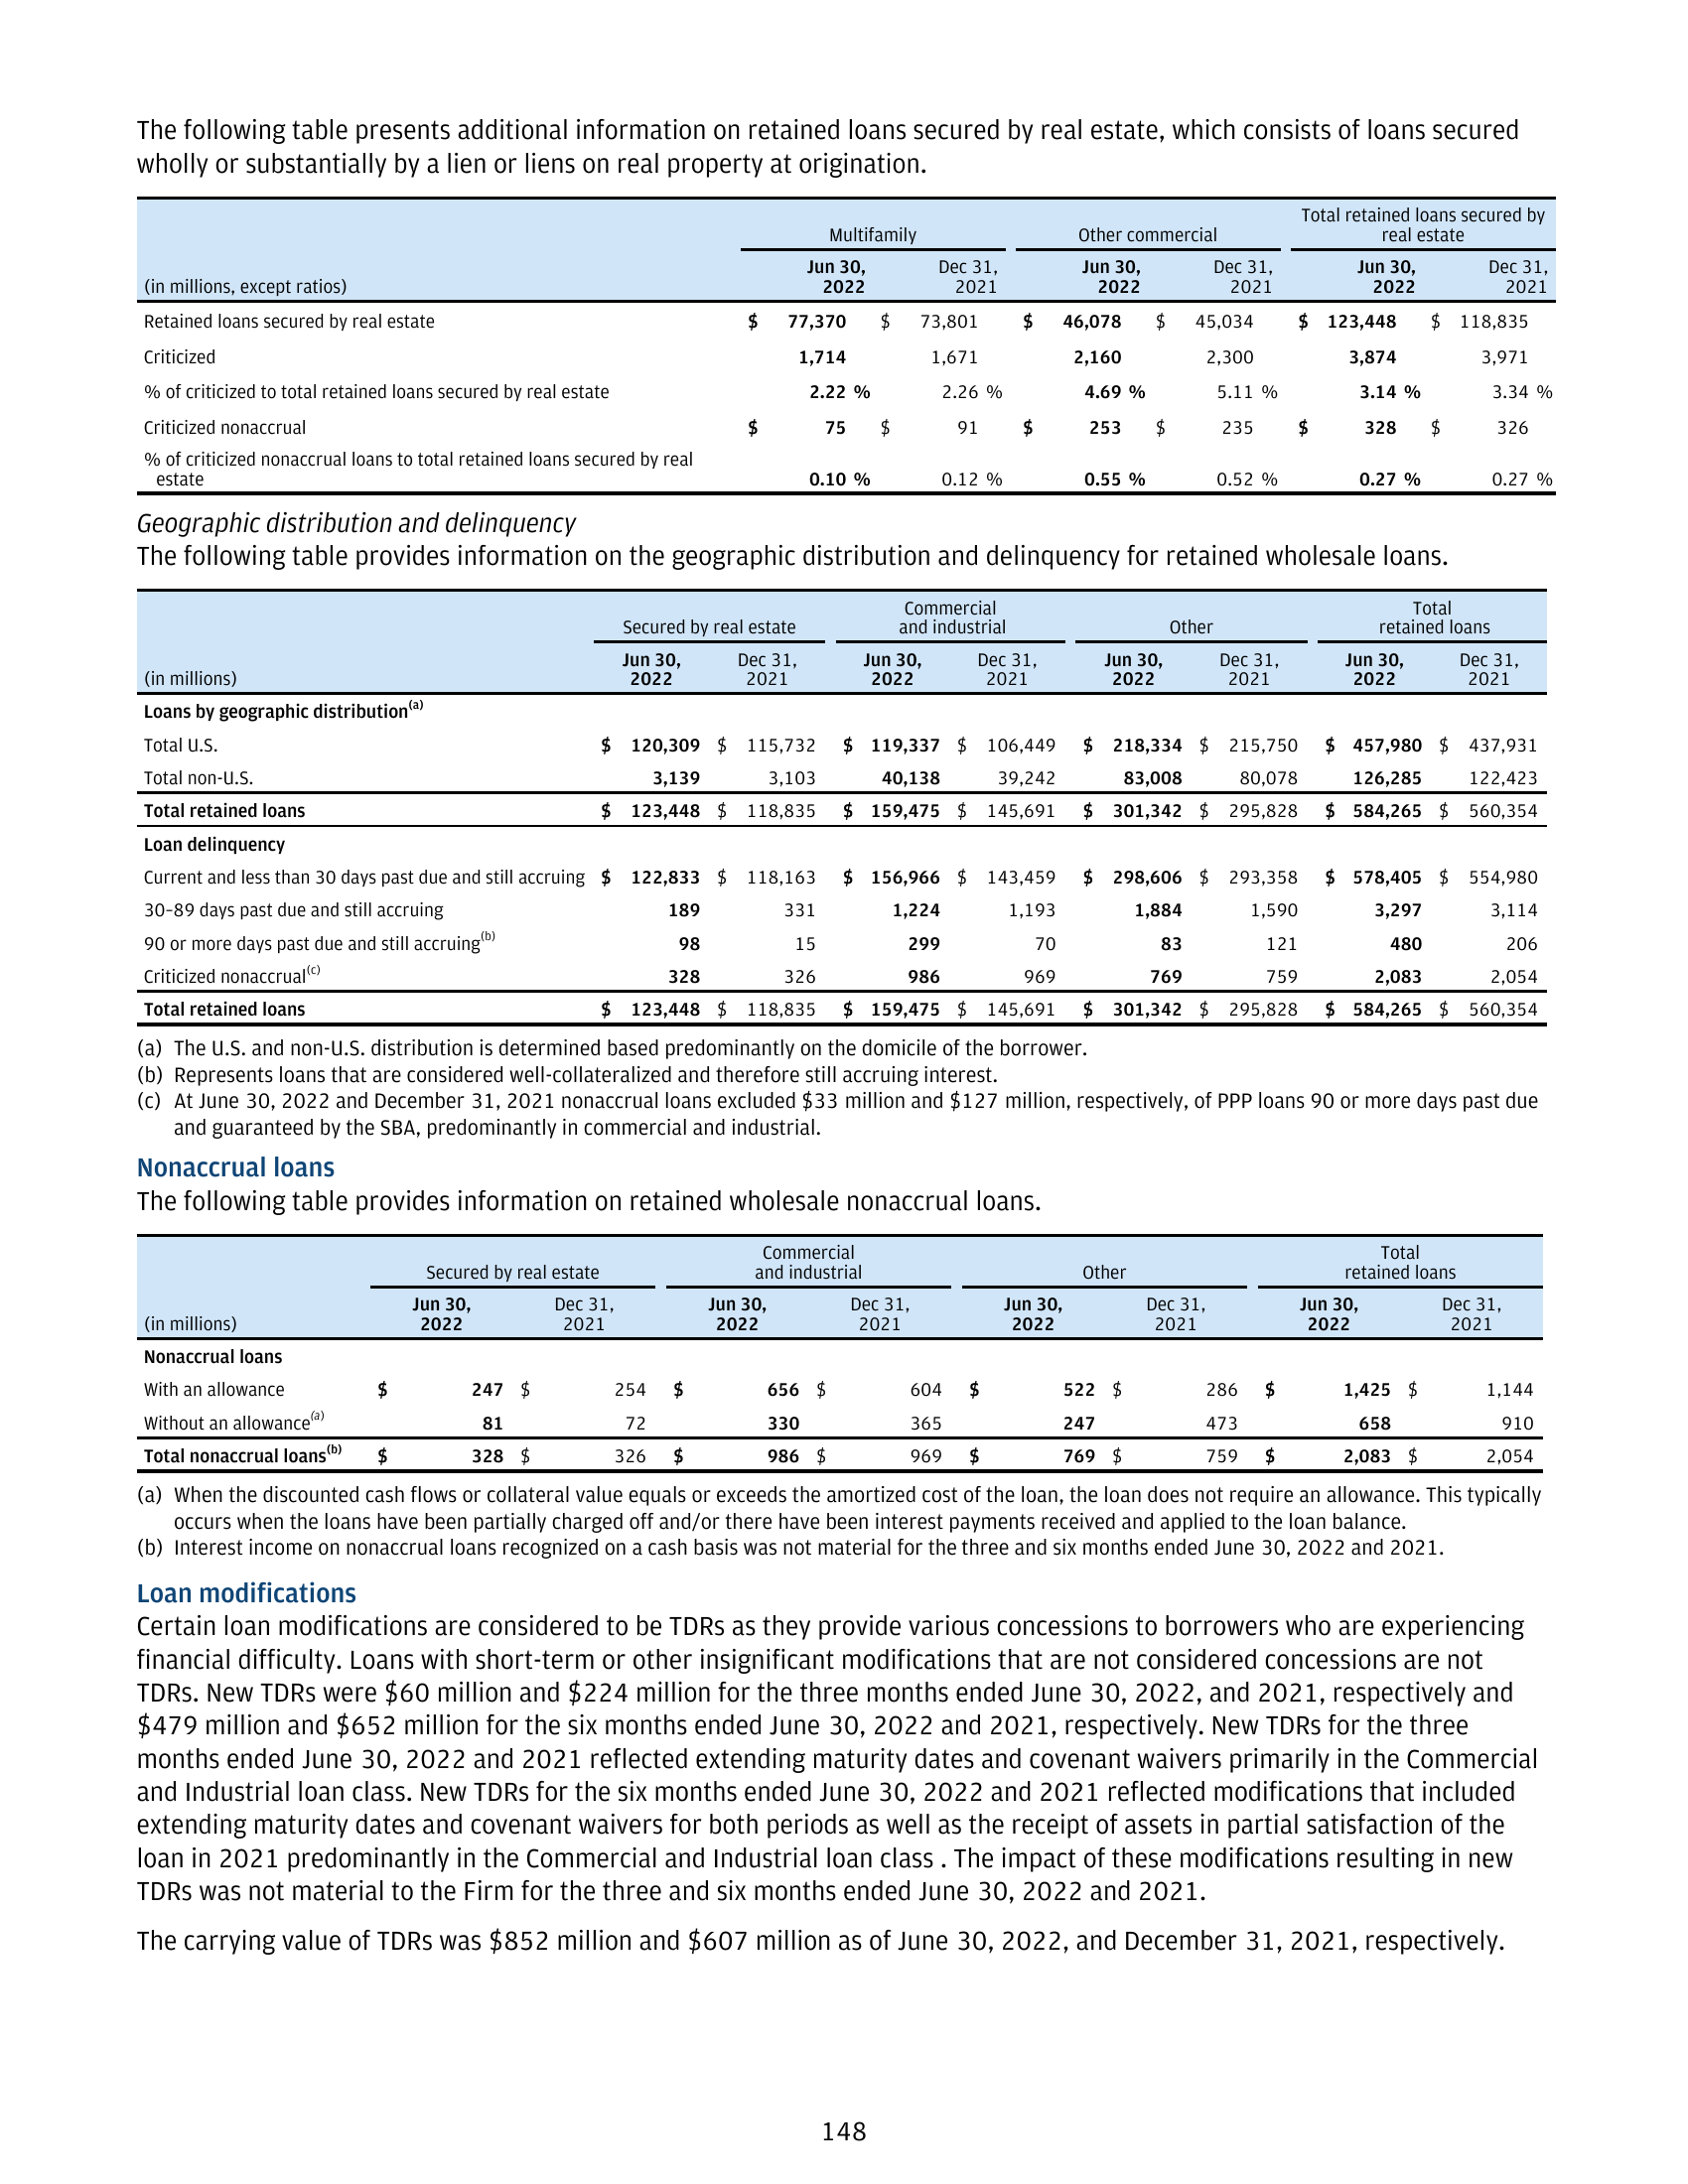 The following table presents additional information on retained loans secured by real estate, which consists of loans secured
wholly or substantially by a lien or liens on real property at origination.
Multifamily Other commercial Total retained loans secured by real estate
(in millions, except ratios) Jun 30, 2022 Dec 31, 2021 Jun 30, 2022 Dec 31, 2021 Jun 30, 2022 Dec 31, 2021
Retained loans secured by real estate $ 77,370 $ 73,801 $ 46,078 $ 45,034 $ 123,448 $ 118,835
Criticized 1,714 1,671 2,160 2,300 3,874 3,971
% of criticized to total retained loans secured by real estate 2.22 % 2.26 % 4.69 % 5.11 % 3.14 % 3.34 %
Criticized nonaccrual $ 75 $ 91 $ 253 $ 235 $ 328 $ 326
% of criticized nonaccrual loans to total retained loans secured by real
estate 0.10 % 0.12 % 0.55 % 0.52 % 0.27 % 0.27 %
Geographic distribution and delinquency
The following table provides information on the geographic distribution and delinquency for retained wholesale loans.
Secured by real estate Commercial and industrial Other Total retained loans
(in millions) Jun 30, 2022 Dec 31, 2021 Jun 30, 2022 Dec 31, 2021 Jun 30, 2022 Dec 31, 2021 Jun 30, 2022 Dec 31, 2021
Loans by geographic distribution(a)
Total U.S. $ 120,309 $ 115,732 $ 119,337 $ 106,449 $ 218,334 $ 215,750 $ 457,980 $ 437,931
Total non-U.S. 3,139 3,103 40,138 39,242 83,008 80,078 126,285 122,423
Total retained loans $ 123,448 $ 118,835 $ 159,475 $ 145,691 $ 301,342 $ 295,828 $ 584,265 $ 560,354
Loan delinquency
Current and less than 30 days past due and still accruing $ 122,833 $ 118,163 $ 156,966 $ 143,459 $ 298,606 $ 293,358 $ 578,405 $ 554,980
30–89 days past due and still accruing 189 331 1,224 1,193 1,884 1,590 3,297 3,114
90 or more days past due and still accruing(b) 98 15 299 70 83 121 480 206
Criticized nonaccrual(c) 328 326 986 969 769 759 2,083 2,054
Total retained loans $ 123,448 $ 118,835 $ 159,475 $ 145,691 $ 301,342 $ 295,828 $ 584,265 $ 560,354
(a) The U.S. and non-U.S. distribution is determined based predominantly on the domicile of the borrower.
(b) Represents loans that are considered well-collateralized and therefore still accruing interest.
(c) At June 30, 2022 and December 31, 2021 nonaccrual loans excluded $33 million and $127 million, respectively, of PPP loans 90 or more days past due
and guaranteed by the SBA, predominantly in commercial and industrial.
Nonaccrual loans
The following table provides information on retained wholesale nonaccrual loans.
Secured by real estate Commercial and industrial Other Total retained loans
(in millions) Jun 30, 2022 Dec 31, 2021 Jun 30, 2022 Dec 31, 2021 Jun 30, 2022 Dec 31, 2021 Jun 30, 2022 Dec 31, 2021
Nonaccrual loans
With an allowance $ 247 $ 254 $ 656 $ 604 $ 522 $ 286 $ 1,425 $ 1,144
Without an allowance(a) 81 72 330 365 247 473 658 910
Total nonaccrual loans(b) $ 328 $ 326 $ 986 $ 969 $ 769 $ 759 $ 2,083 $ 2,054
(a) When the discounted cash flows or collateral value equals or exceeds the amortized cost of the loan, the loan does not require an allowance. This typically
occurs when the loans have been partially charged off and/or there have been interest payments received and applied to the loan balance.
(b) Interest income on nonaccrual loans recognized on a cash basis was not material for the three and six months ended June 30, 2022 and 2021.
Loan modifications
Certain loan modifications are considered to be TDRs as they provide various concessions to borrowers who are experiencing
financial difficulty. Loans with short-term or other insignificant modifications that are not considered concessions are not
TDRs. New TDRs were $60 million and $224 million for the three months ended June 30, 2022, and 2021, respectively and
$479 million and $652 million for the six months ended June 30, 2022 and 2021, respectively. New TDRs for the three
months ended June 30, 2022 and 2021 reflected extending maturity dates and covenant waivers primarily in the Commercial
and Industrial loan class. New TDRs for the six months ended June 30, 2022 and 2021 reflected modifications that included
extending maturity dates and covenant waivers for both periods as well as the receipt of assets in partial satisfaction of the
loan in 2021 predominantly in the Commercial and Industrial loan class . The impact of these modifications resulting in new
TDRs was not material to the Firm for the three and six months ended June 30, 2022 and 2021.
The carrying value of TDRs was $852 million and $607 million as of June 30, 2022, and December 31, 2021, respectively.
148